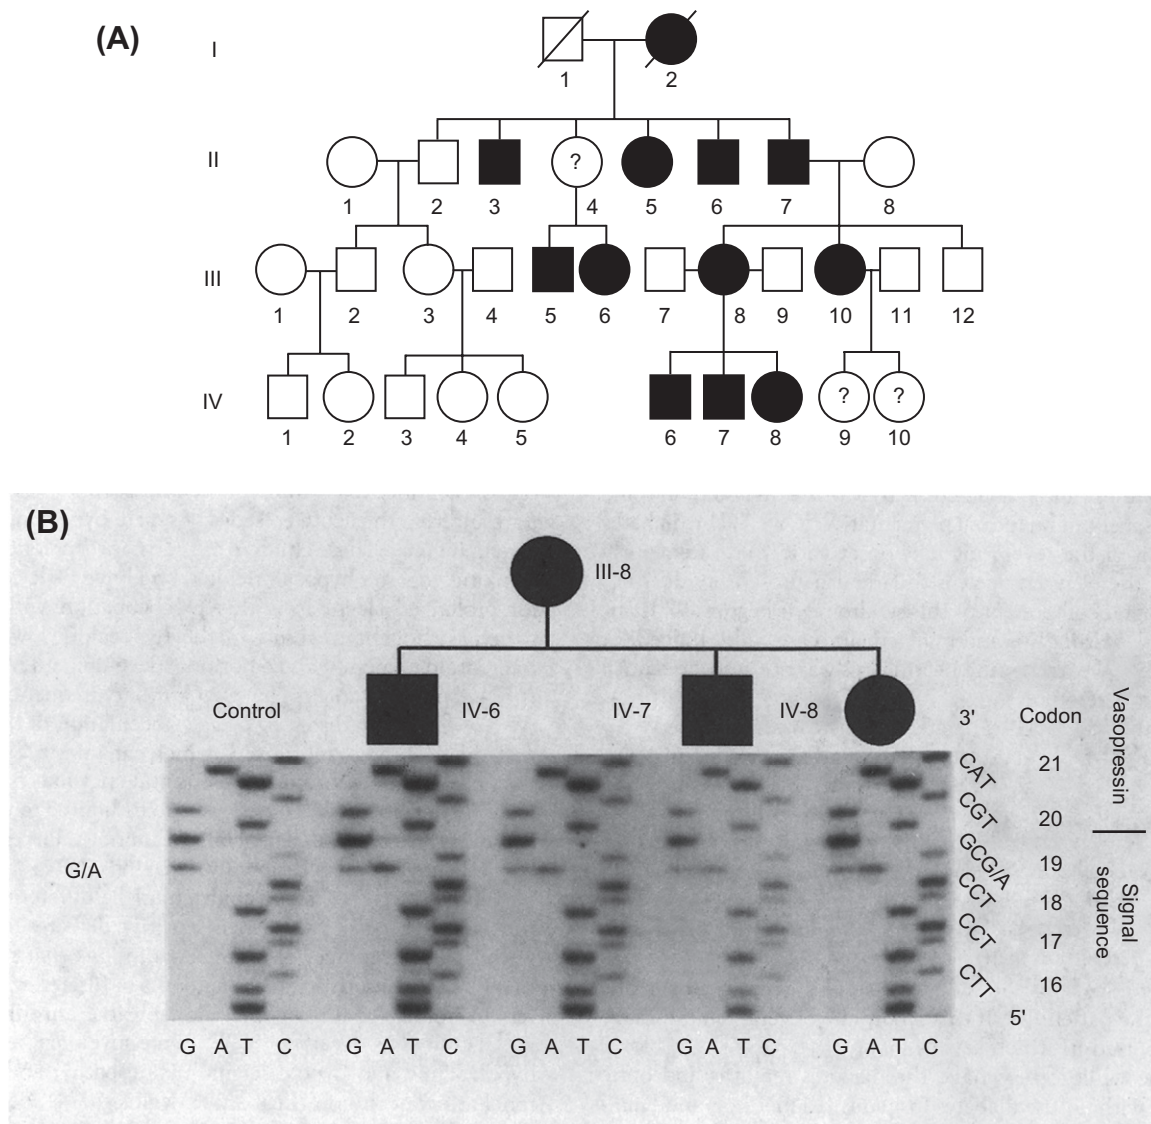 (A)
I
1 2
II
?
1 2 3 4 5 6 7 8
III
1 2 3 4 5 6 7 8 9 10 11 12
IV
? ?
1 2 3 4 5 6 7 8 9 10
(B)
III-8
Control IV-6 IV-7 IV-8 3' Codon
Vasopressin
CAT 21
CGT 20
G/A GCG/A 19
Signal
sequence
CCT 18
CCT 17
CTT 16
5'
G A T C G A T C G A T C G A T C G A T C